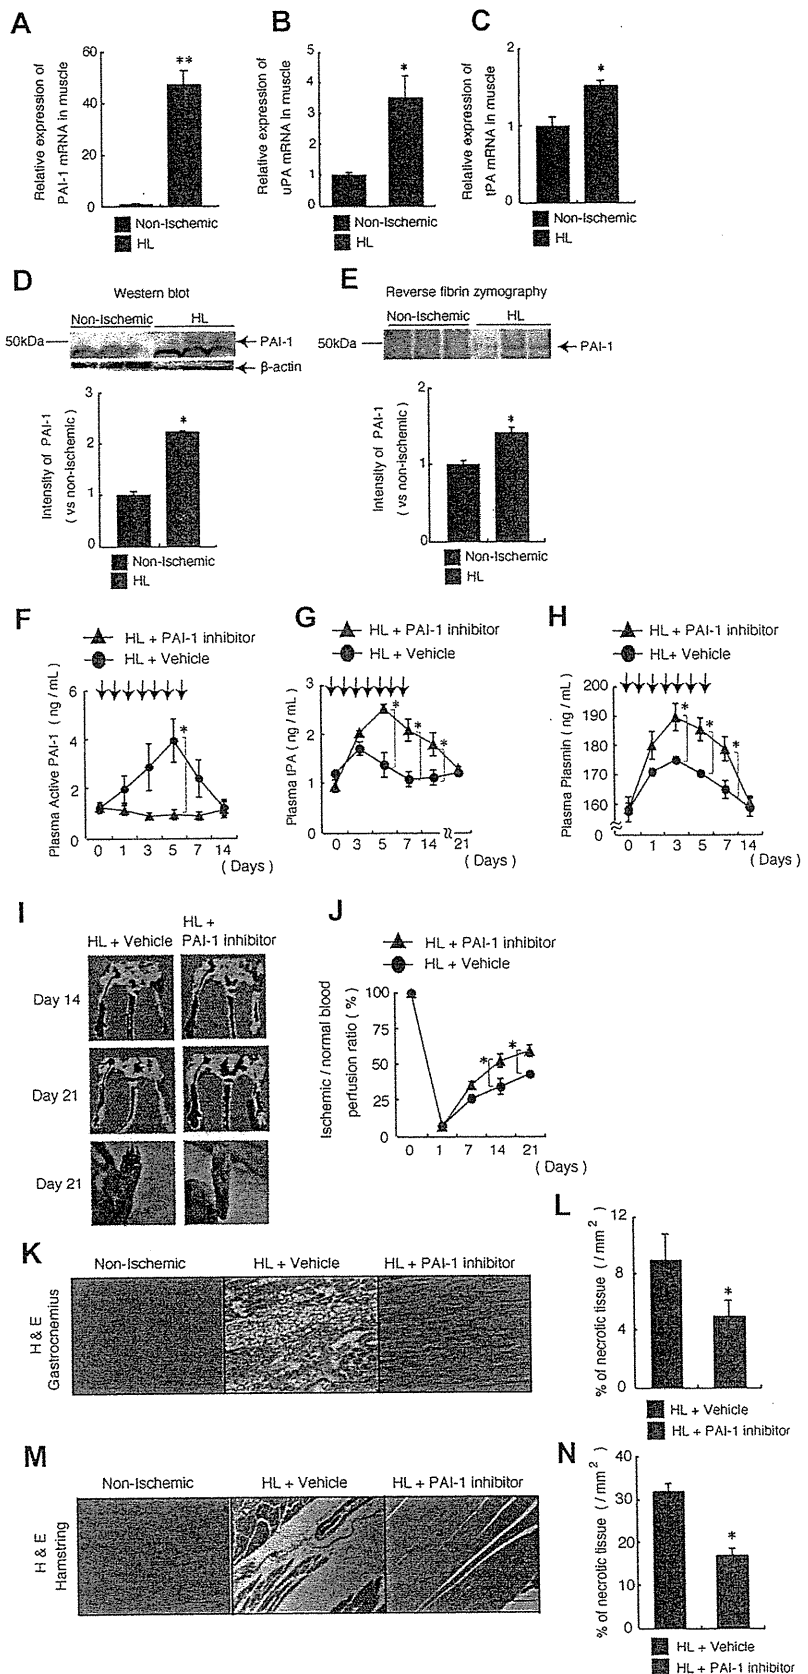 A
Relative expression of
PAI-1 mRNA in muscle
60
40
20
0
**
Non-Ischemic
HL
B
Relative expression of
uPA mRNA in muscle
5
4
3
2
1
0
*
Non-Ischemic
HL
C
Relative expression of
tPA mRNA in muscle
2
1
0
*
Non-Ischemic
HL
D
Western blot
Non-Ischemic HL
50kDa
PAI-1
β-actin
Intensity of PAI-1
( vs non-ischemic )
3
2
1
0
*
Non-Ischemic
HL
E
Reverse fibrin zymography
Non-Ischemic HL
50kDa
PAI-1
Intensity of PAI-1
( vs non-ischemic )
2
1
0
*
Non-Ischemic
HL
F
HL + PAI-1 inhibitor
HL + Vehicle
Plasma Active PAI-1 ( ng / mL )
6
4
2
0
*
0 1 3 5 7 14
( Days )
G
HL + PAI-1 inhibitor
HL + Vehicle
Plasma tPA ( ng / mL )
3
2
1
0
* * *
0 3 5 7 14 21
( Days )
H
HL + PAI-1 inhibitor
HL+ Vehicle
Plasma Plasmin ( ng / mL )
200
190
180
170
160
0
* * *
0 1 3 5 7 14
( Days )
I
HL + Vehicle
HL +
PAI-1 inhibitor
Day 14
Day 21
Day 21
J
HL + PAI-1 inhibitor
HL + Vehicle
Ischemic / normal blood
perfusion ratio ( % )
100
75
50
25
0
* *
0 1 7 14 21
( Days )
K
Non-Ischemic HL + Vehicle HL + PAI-1 inhibitor
H & E
Gastrocnemius
L
% of necrotic tissue ( / mm 2 )
12
8
4
0
*
HL + Vehicle
HL + PAI-1 inhibitor
M
Non-Ischemic HL + Vehicle HL + PAI-1 inhibitor
H & E
Hamstring
N
% of necrotic tissue ( / mm 2 )
40
30
20
10
0
*
HL + Vehicle
HL + PAI-1 inhibitor